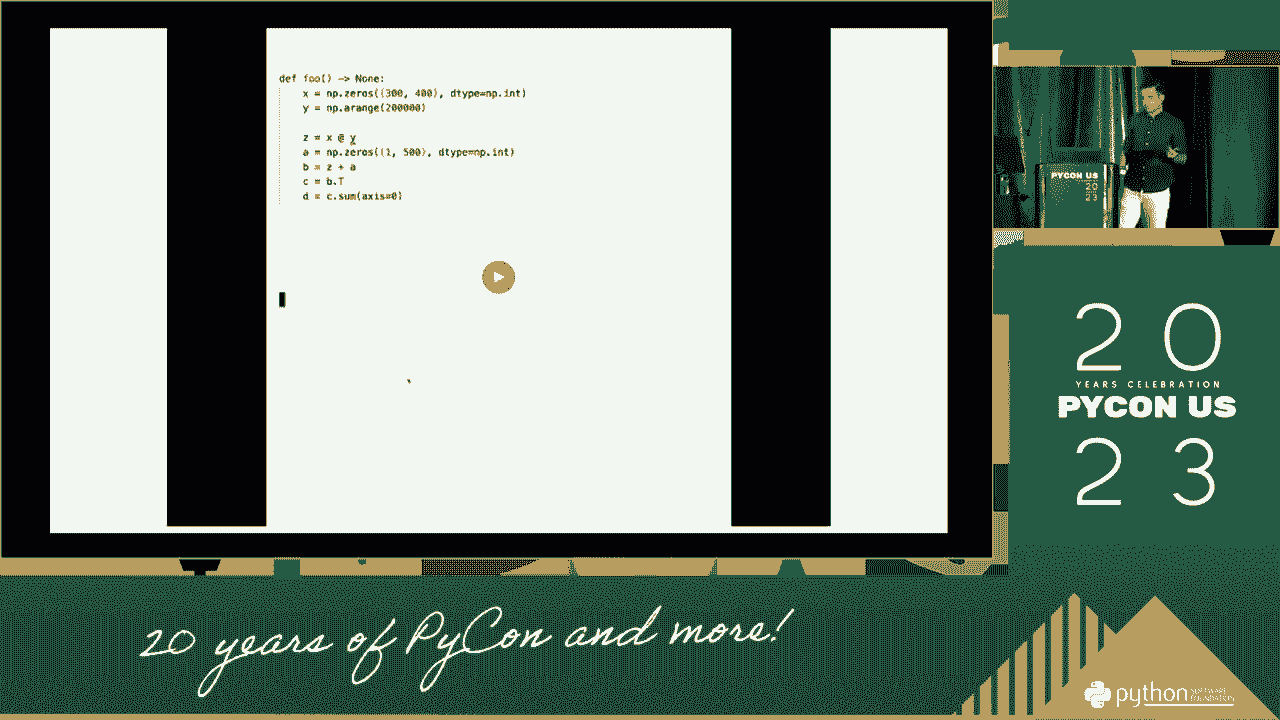 def foo() -> None:
x = np.zeros((300, 400), dtype=np.int)
y = np.arange(200000)
z = x @ y
a = np.zeros((1, 500), dtype=np.int)
b = z + a
c = b.T
d = c.sum(axis=0)
PYCON US
20
23
20
YEARS CELEBRATION
PYCON US
23
20 years of PyCon and more!
python
SOFTWARE
FOUNDATION